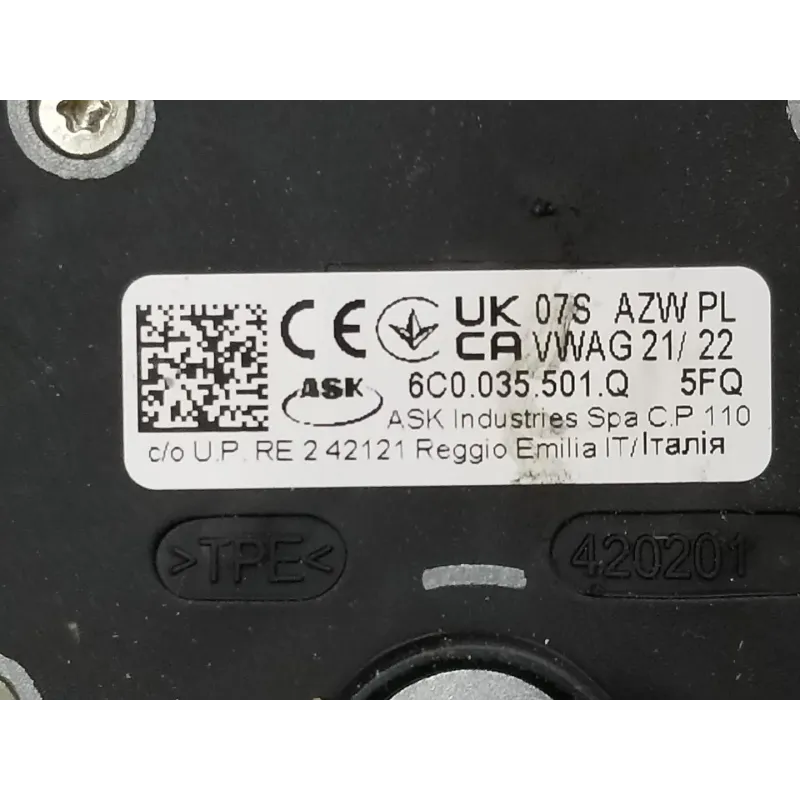 CE UK CA 07S AZW PL
VWAG 21/ 22
ASK 6C0.035.501.Q 5FQ
ASK Industries Spa C.P 110
c/o U.P. RE 2 42121 Reggio Emilia IT/Італія
>TPE<
420201